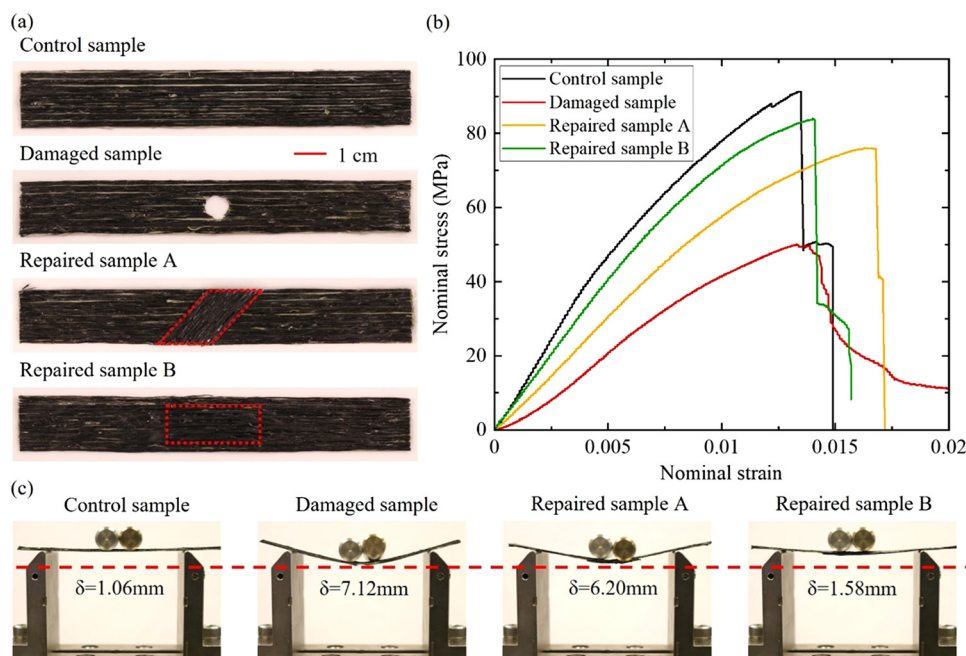 (a)
Control sample
Damaged sample
1 cm
Repaired sample A
Repaired sample B
(b)
100
80
60
40
20
0
Nominal stress (MPa)
Control sample
Damaged sample
Repaired sample A
Repaired sample B
0 0.005 0.01 0.015 0.02
Nominal strain
(c)
Control sample Damaged sample Repaired sample A Repaired sample B
δ=1.06mm δ=7.12mm δ=6.20mm δ=1.58mm